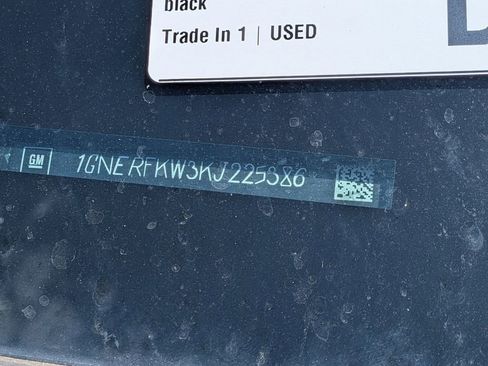 black
Trade In 1 | USED
GM 1GNERFKW3KJ225386